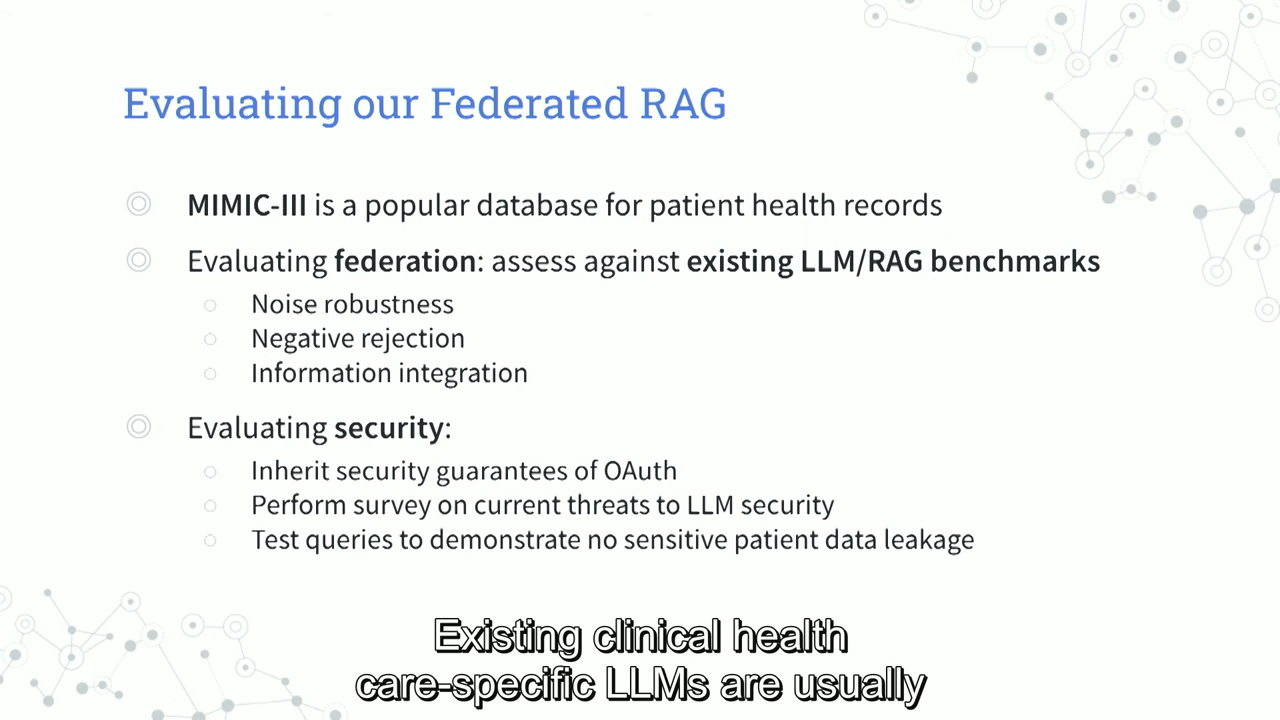 Evaluating our Federated RAG
MIMIC-III is a popular database for patient health records
Evaluating federation: assess against existing LLM/RAG benchmarks
Noise robustness
Negative rejection
Information integration
Evaluating security:
Inherit security guarantees of OAuth
Perform survey on current threats to LLM security
Test queries to demonstrate no sensitive patient data leakage
Existing clinical health
care-specific LLMs are usually